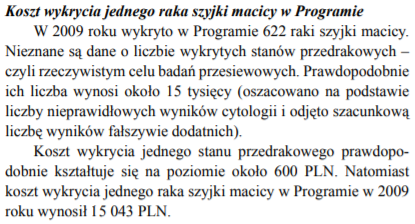 Koszt wykrycia jednego raka szyjki macicy w Programie
W 2009 roku wykryto w Programie 622 raki szyjki macicy.
Nieznane są dane o liczbie wykrytych stanów przedrakowych –
czyli rzeczywistym celu badań przesiewowych. Prawdopodobnie
ich liczba wynosi około 15 tysięcy (oszacowano na podstawie
liczby nieprawidłowych wyników cytologii i odjęto szacunkową
liczbę wyników fałszywie dodatnich).
Koszt wykrycia jednego stanu przedrakowego prawdopo-
dobnie kształtuje się na poziomie około 600 PLN. Natomiast
koszt wykrycia jednego raka szyjki macicy w Programie w 2009
roku wynosił 15 043 PLN.